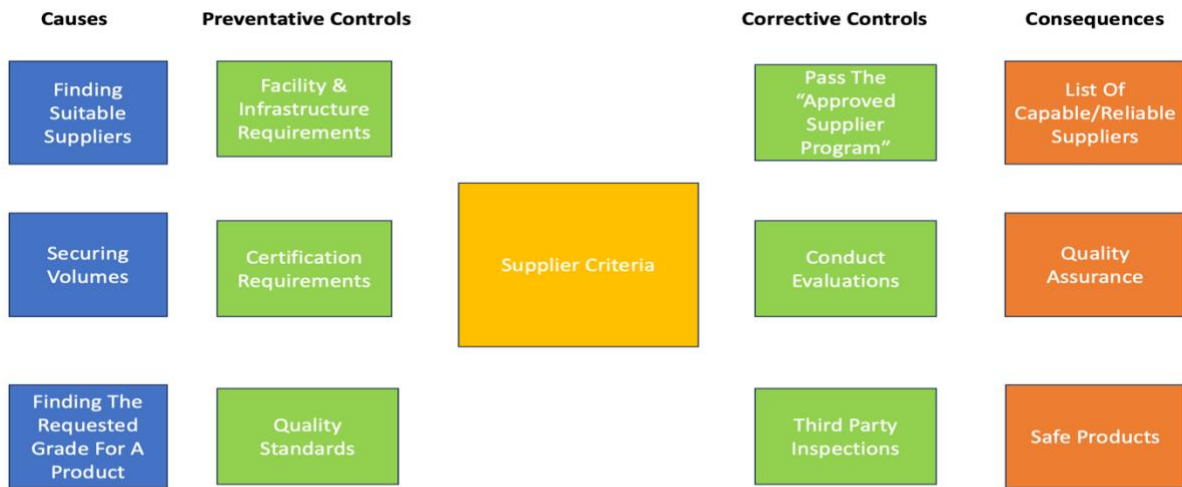 Causes
Preventative Controls
Corrective Controls
Consequences
Finding
Suitable
Suppliers
Facility &
Infrastructure
Requirements
Pass The
“Approved
Supplier
Program”
List Of
Capable/Reliable
Suppliers
Securing
Volumes
Certification
Requirements
Supplier Criteria
Conduct
Evaluations
Quality
Assurance
Finding The
Requested
Grade For A
Product
Quality
Standards
Third Party
Inspections
Safe Products